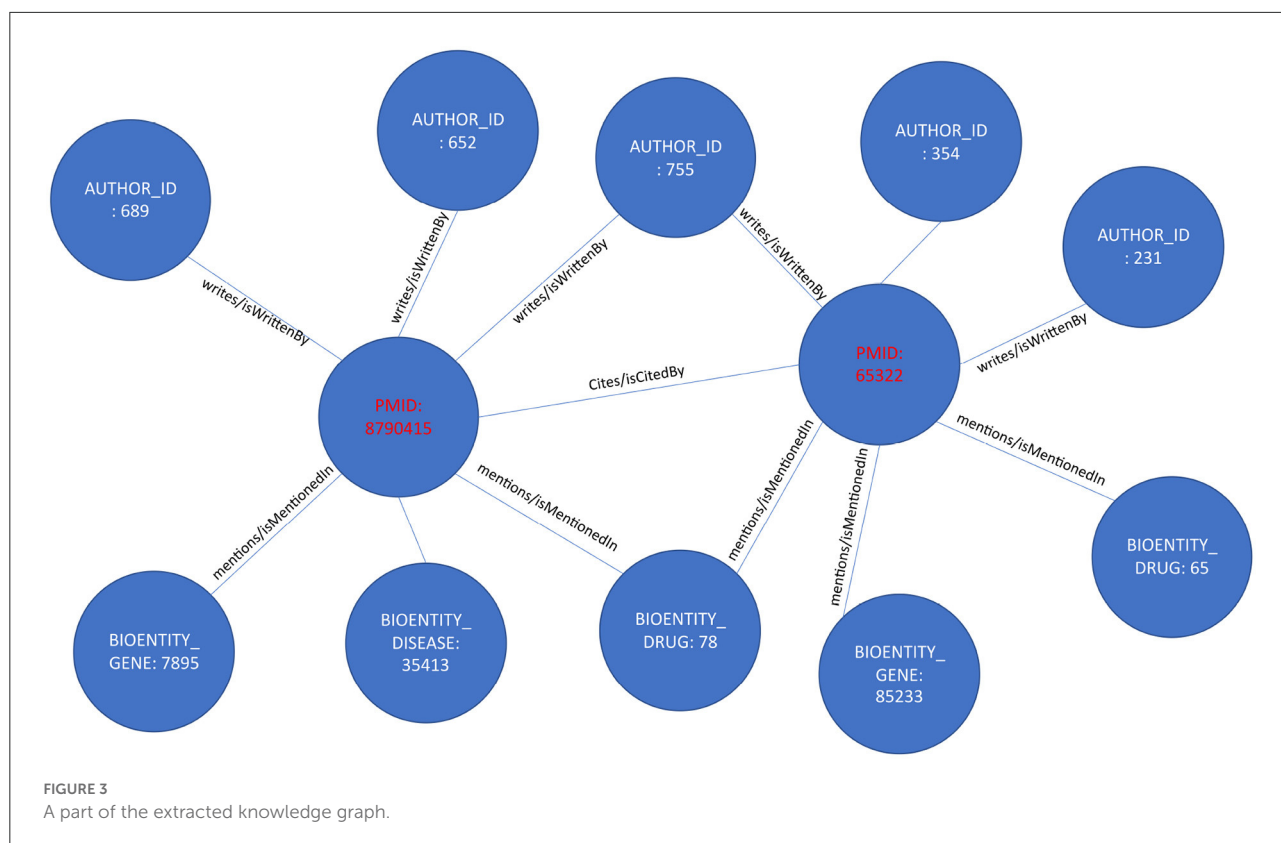 AUTHOR_ID
: 689
AUTHOR_ID
: 652
AUTHOR_ID
: 755
AUTHOR_ID
: 354
AUTHOR_ID
: 231
writes/isWrittenBy
writes/isWrittenBy
writes/isWrittenBy
writes/isWrittenBy
writes/isWrittenBy
PMID:
8790415
Cites/isCitedBy
PMID:
65322
mentions/isMentionedIn
mentions/isMentionedIn
mentions/isMentionedIn
mentions/isMentionedIn
mentions/isMentionedIn
BIOENTITY_
GENE: 7895
BIOENTITY_
DISEASE:
35413
BIOENTITY_
DRUG: 78
BIOENTITY_
GENE:
85233
BIOENTITY_
DRUG: 65
FIGURE 3
A part of the extracted knowledge graph.